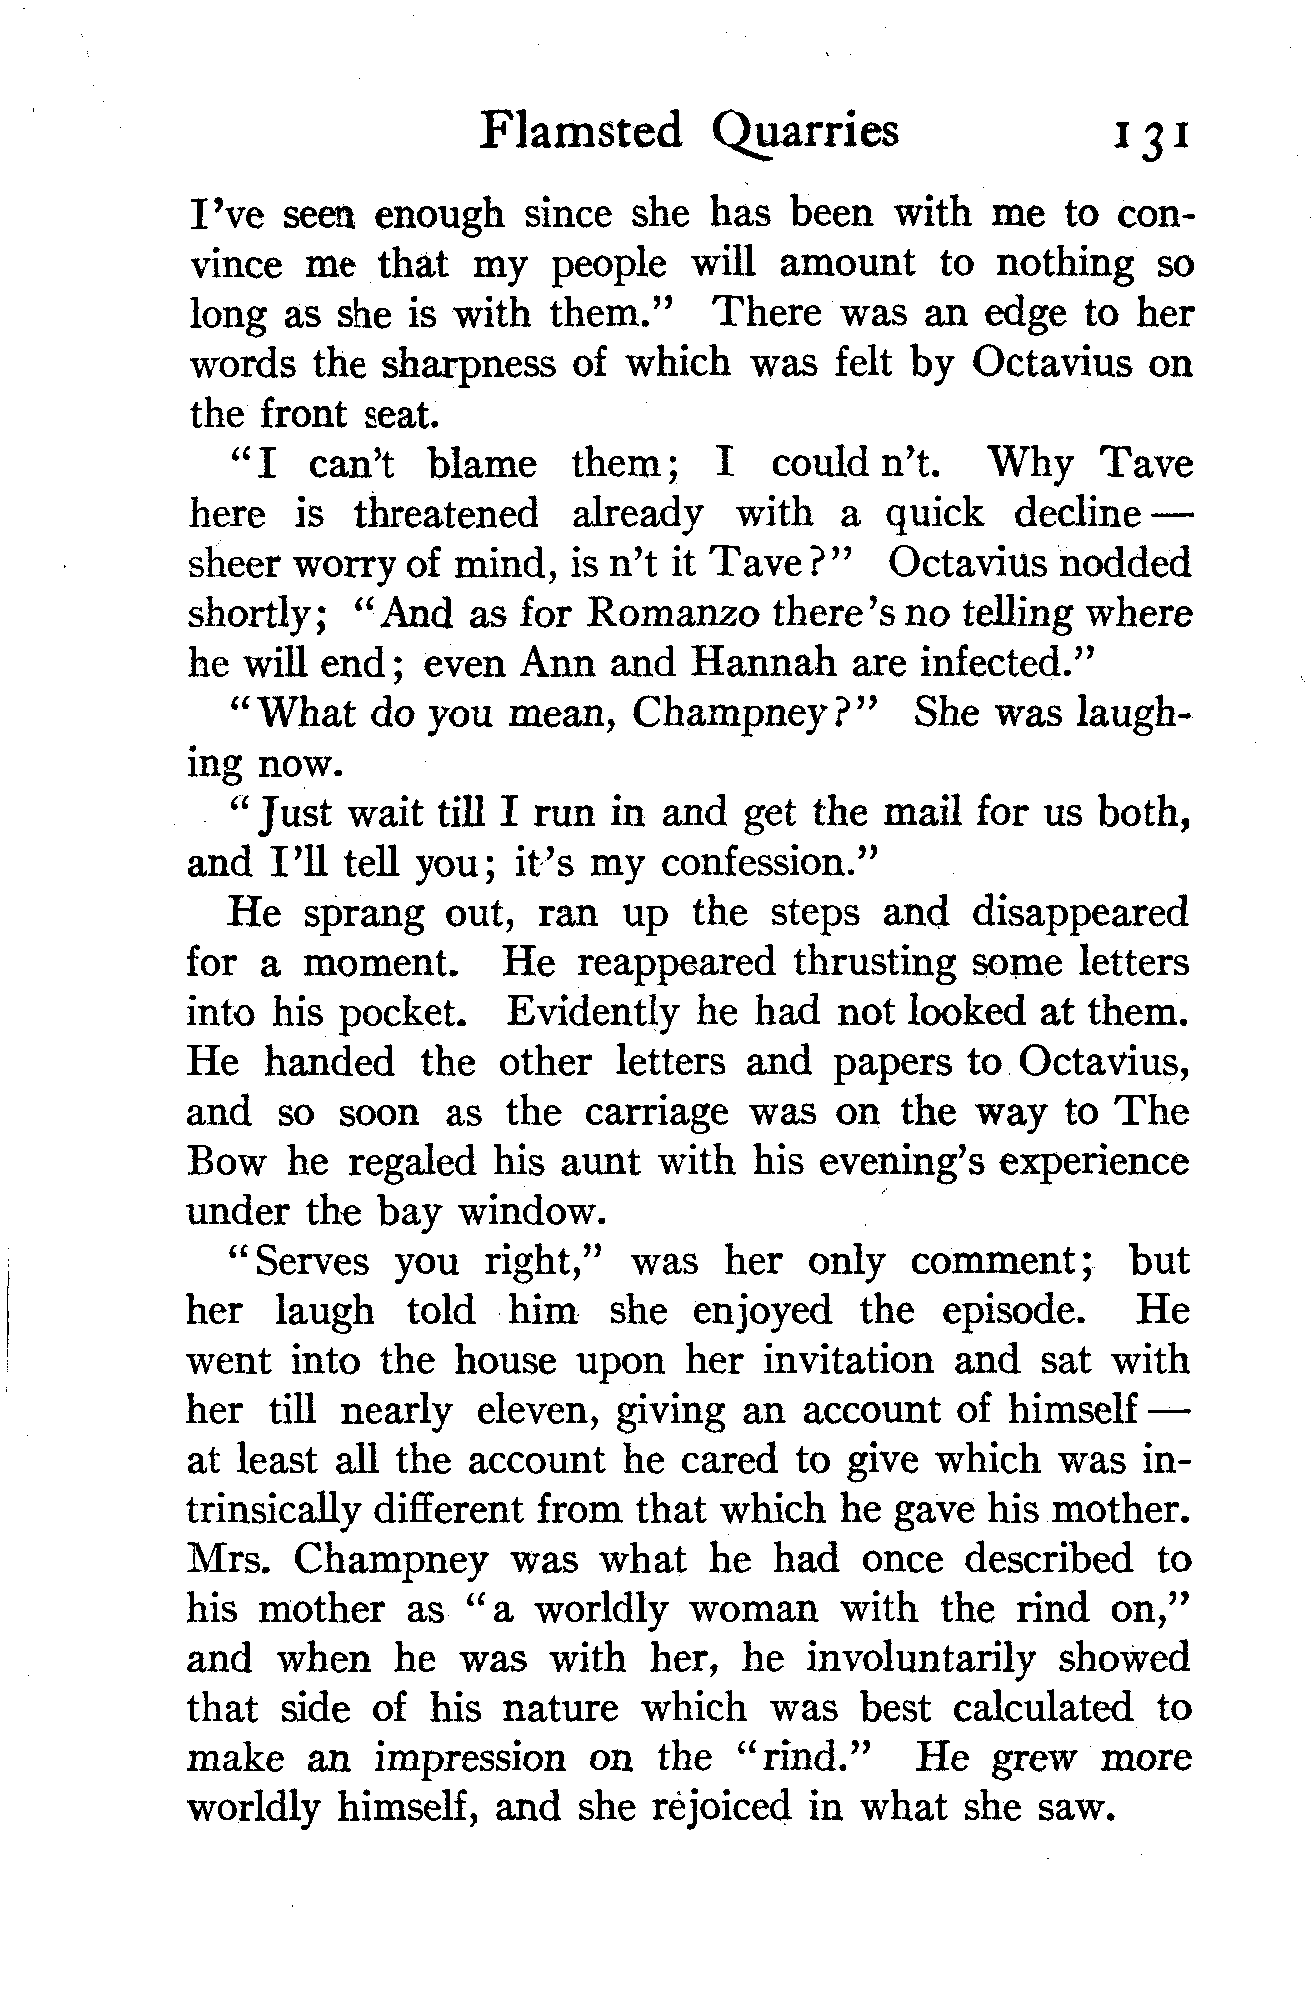 Flamsted Quarries 131
I've seen enough since she has been with me to con-
vince me that my people will amount to nothing so
long as she is with them." There was an edge to her
words the sharpness of which was felt by Octavius on
the front seat.
"I can't blame them; I could n't. Why Tave
here is threatened already with a quick decline —
sheer worry of mind, is n't it Tave?" Octavius nodded
shortly; "And as for Romanzo there's no telling where
he will end; even Ann and Hannah are infected."
"What do you mean, Champney?" She was laugh-
ing now.
"Just wait till I run in and get the mail for us both,
and I'll tell you; it's my confession."
He sprang out, ran up the steps and disappeared
for a moment. He reappeared thrusting some letters
into his pocket. Evidently he had not looked at them.
He handed the other letters and papers to Octavius,
and so soon as the carriage was on the way to The
Bow he regaled his aunt with his evening's experience
under the bay window.
"Serves you right," was her only comment; but
her laugh told him she enjoyed the episode. He
went into the house upon her invitation and sat with
her till nearly eleven, giving an account of himself —
at least all the account he cared to give which was in-
trinsically different from that which he gave his mother.
Mrs. Champney was what he had once described to
his mother as "a worldly woman with the rind on,"
and when he was with her, he involuntarily showed
that side of his nature which was best calculated to
make an impression on the "rind." He grew more
worldly himself, and she rejoiced in what she saw.